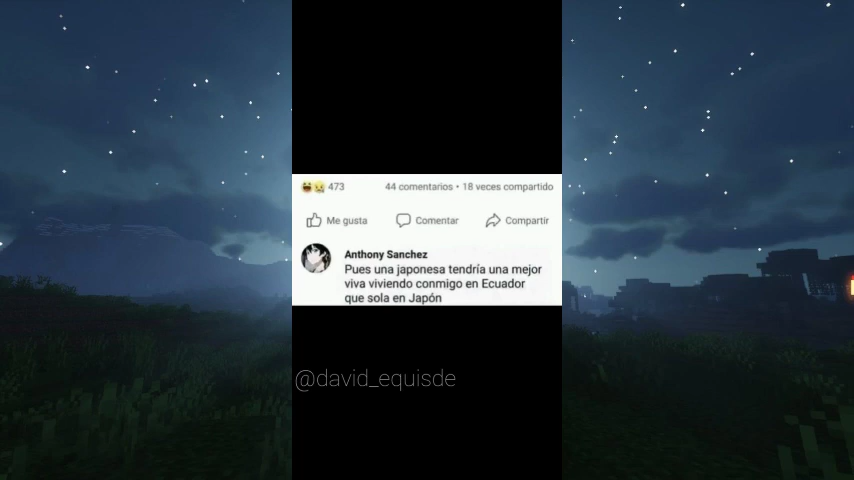 473
44 comentarios • 18 veces compartido
Me gusta
Comentar
Compartir
Anthony Sanchez
Pues una japonesa tendría una mejor
viva viviendo conmigo en Ecuador
que sola en Japón
@david_equisde